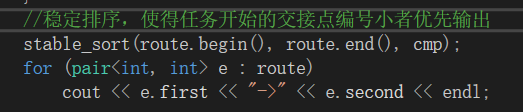 //稳定排序，使得任务开始的交接点编号小者优先输出
stable_sort(route.begin(), route.end(), cmp);
for (pair<int, int> e : route)
cout << e.first << "->" << e.second << endl;